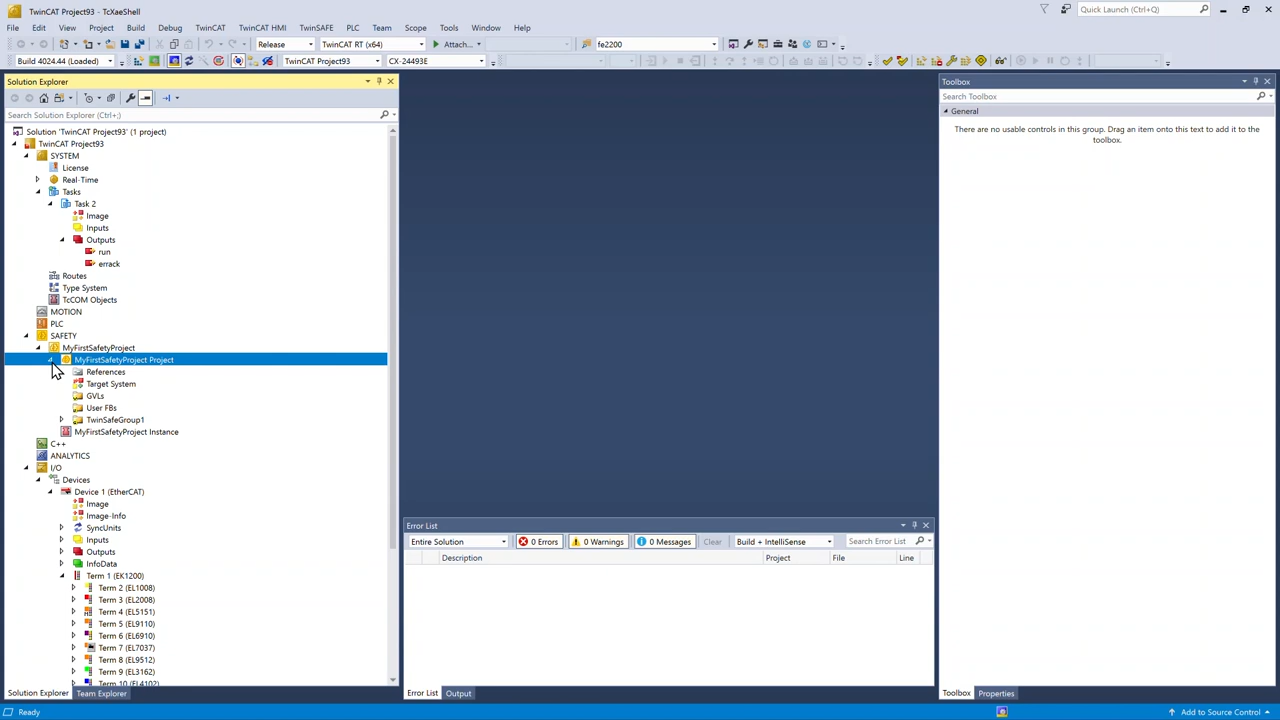 TwinCAT Project93 - TcXaeShell
Quick Launch (Ctrl+Q)
File Edit View Project Build Debug TwinCAT TwinCAT HMI TwinSAFE PLC Team Scope Tools Window Help
Release TwinCAT RT (x64) Attach... fe2200
Build 4024.44 (Loaded) TwinCAT Project93 CX-24493E
Solution Explorer
Search Solution Explorer (Ctrl+;)
Solution 'TwinCAT Project93' (1 project)
TwinCAT Project93
SYSTEM
License
Real-Time
Tasks
Task 2
Image
Inputs
Outputs
run
errack
Routes
Type System
TcCOM Objects
MOTION
PLC
SAFETY
MyFirstSafetyProject
MyFirstSafetyProject Project
References
Target System
GVLs
User FBs
TwinSafeGroup1
MyFirstSafetyProject Instance
C++
ANALYTICS
I/O
Devices
Device 1 (EtherCAT)
Image
Image-Info
SyncUnits
Inputs
Outputs
InfoData
Term 1 (EK1200)
Term 2 (EL1008)
Term 3 (EL2008)
Term 4 (EL5151)
Term 5 (EL9110)
Term 6 (EL6910)
Term 7 (EL7037)
Term 8 (EL9512)
Term 9 (EL3162)
Term 10 (EL4102)
Solution Explorer Team Explorer
Error List
Entire Solution 0 Errors 0 Warnings 0 Messages Clear Build + IntelliSense Search Error List
Description Project File Line
Error List Output
Toolbox
Search Toolbox
General
There are no usable controls in this group. Drag an item onto this text to add it to the
toolbox.
Toolbox Properties
Ready
Add to Source Control